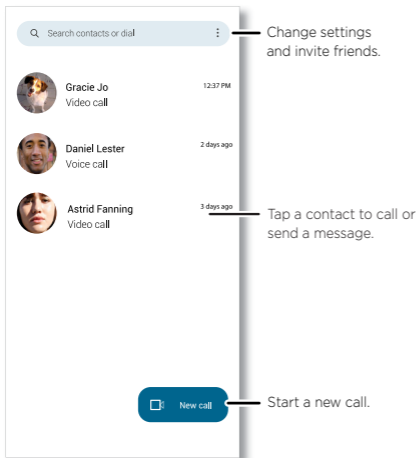 Search contacts or dial
Change settings
and invite friends.
Gracie Jo
12:37 PM
Video call
Daniel Lester
2 days ago
Voice call
Astrid Fanning
3 days ago
Video call
Tap a contact to call or
send a message.
New call
Start a new call.